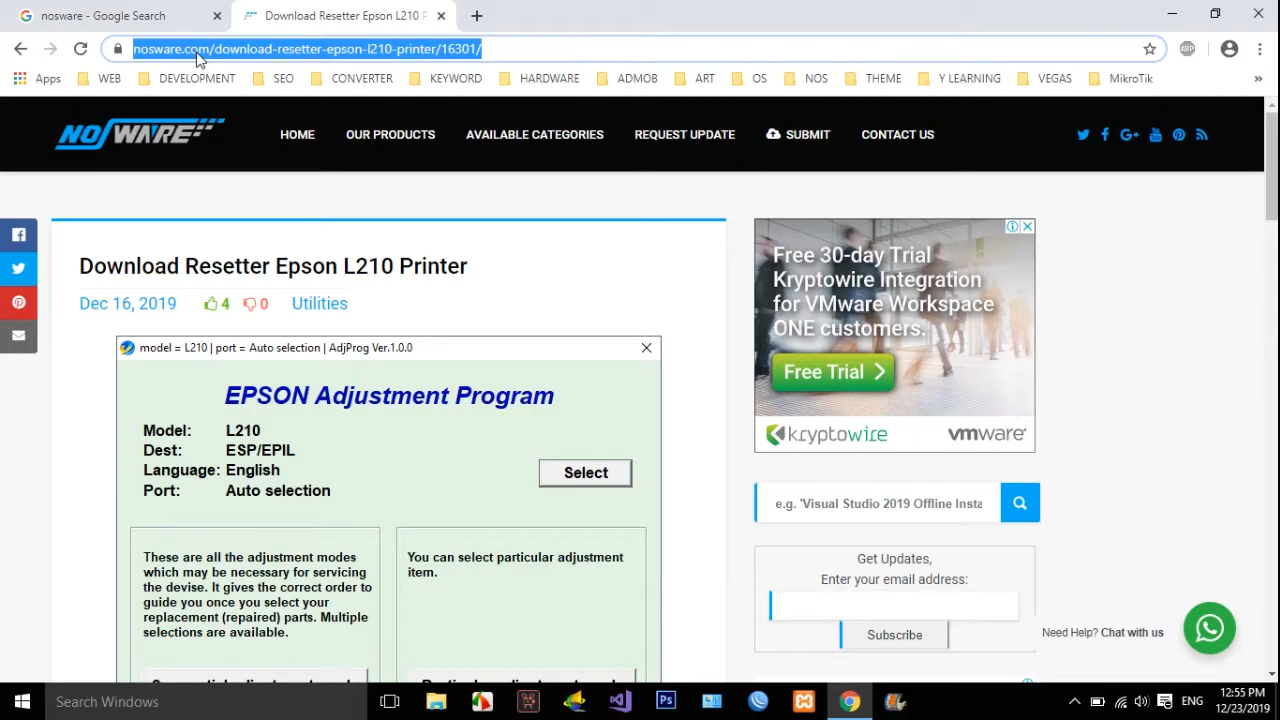 nosware - Google Search
Download Resetter Epson L210 P
nosware.com/download-resetter-epson-l210-printer/16301/
ABP
Apps WEB DEVELOPMENT SEO CONVERTER KEYWORD HARDWARE ADMOB ART OS NOS THEME Y LEARNING VEGAS MikroTik
NOSWARE
HOME OUR PRODUCTS AVAILABLE CATEGORIES REQUEST UPDATE SUBMIT CONTACT US
Download Resetter Epson L210 Printer
Dec 16, 2019 4 0 Utilities
model = L210 | port = Auto selection | AdjProg Ver.1.0.0
EPSON Adjustment Program
Model: L210
Dest: ESP/EPIL
Language: English
Port: Auto selection
Select
These are all the adjustment modes
which may be necessary for servicing
the devise. It gives the correct order to
guide you once you select your
replacement (repaired) parts. Multiple
selections are available.
You can select particular adjustment
item.
Free 30-day Trial
Kryptowire Integration
for VMware Workspace
ONE customers.
Free Trial
kryptowire vmware
e.g. 'Visual Studio 2019 Offline Insta
Get Updates,
Enter your email address:
Subscribe
Need Help? Chat with us
Search Windows
ENG
12:55 PM
12/23/2019